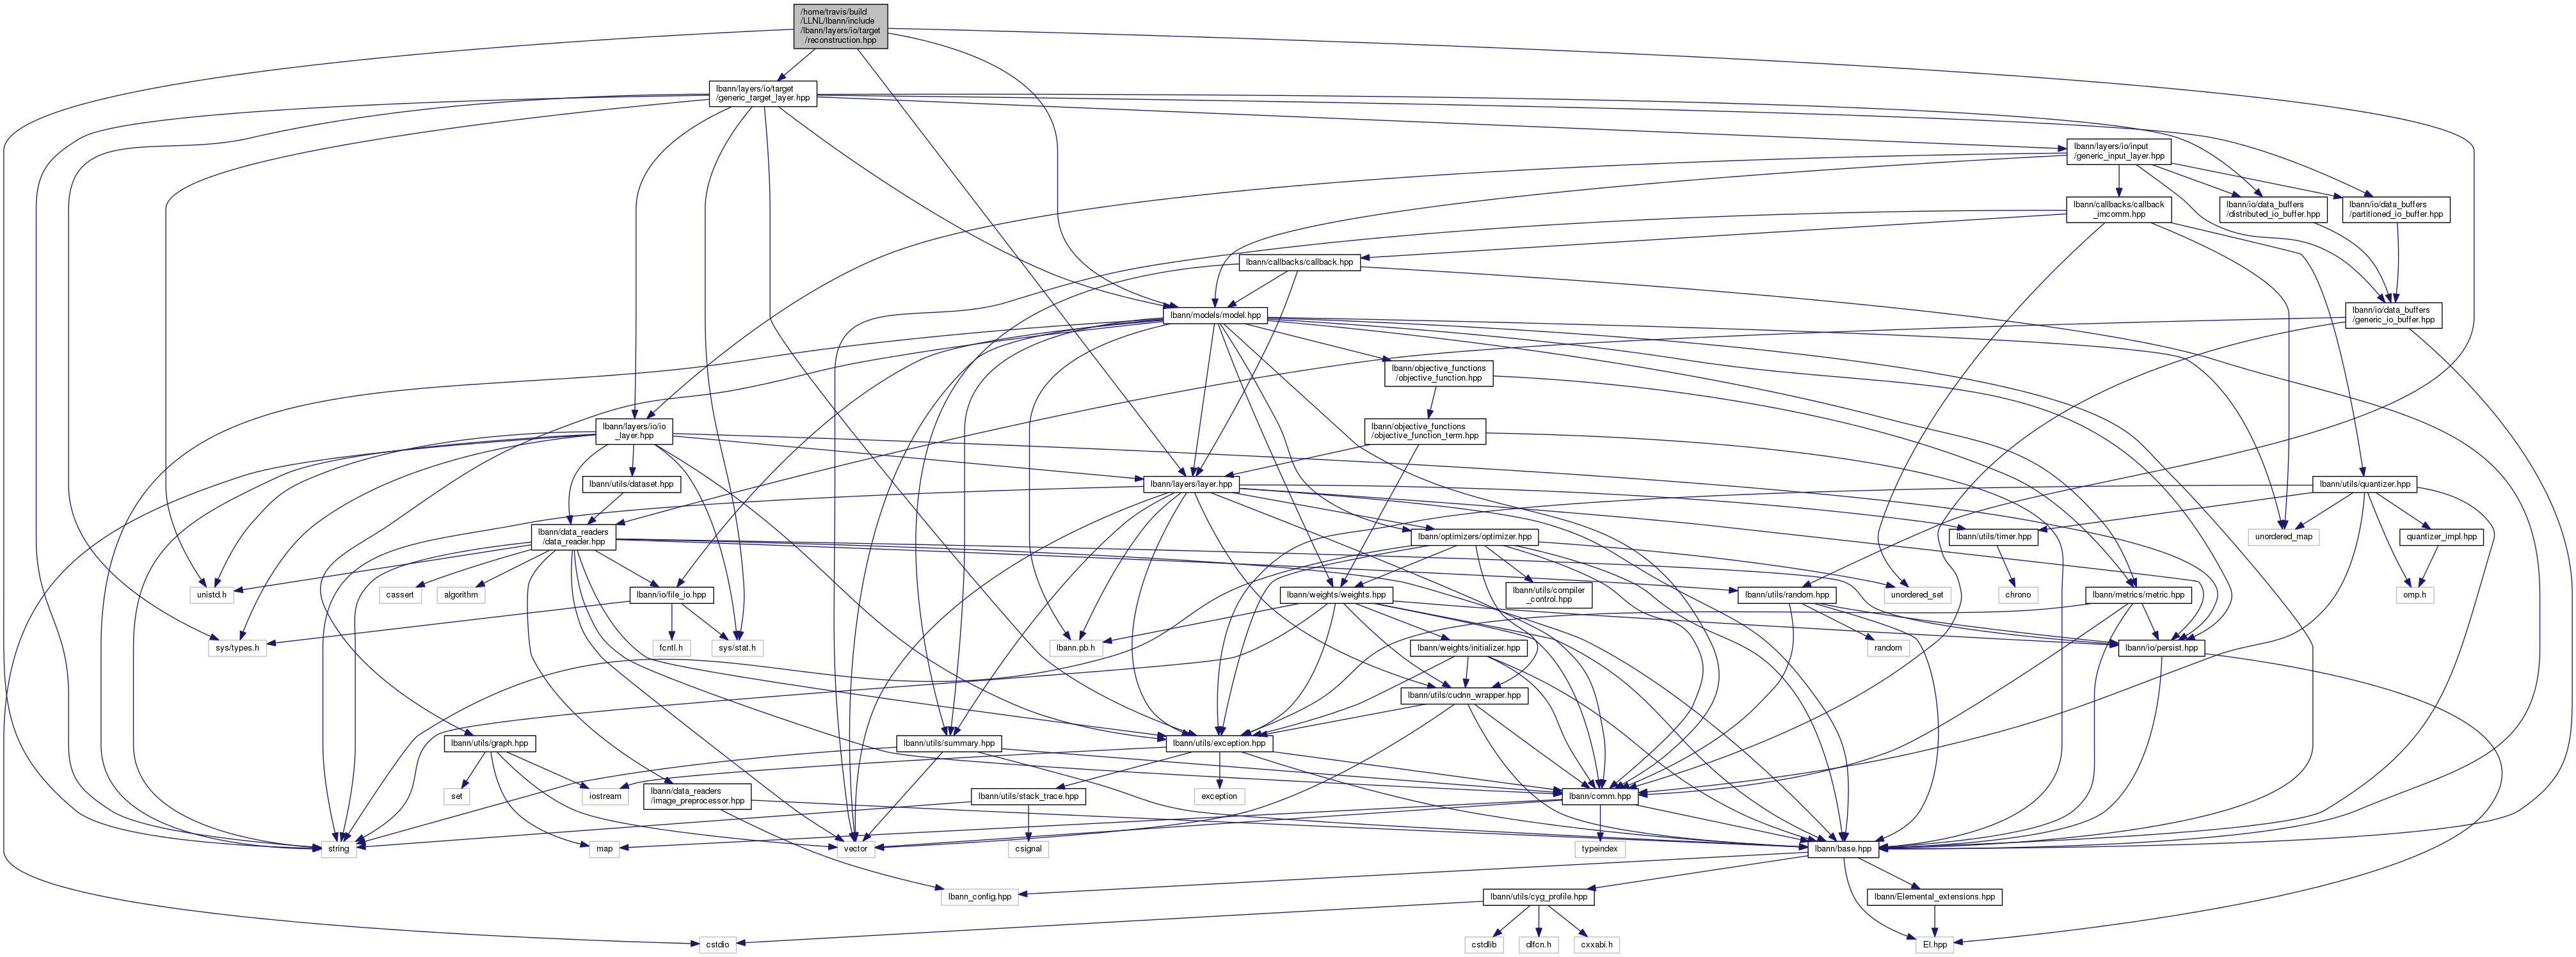 /home/travis/build
/LLNL/lbann/include
/lbann/layers/io/target
/reconstruction.hpp
lbann/layers/io/target
/generic_target_layer.hpp
lbann/layers/io/input
/generic_input_layer.hpp
lbann/callbacks/callback
_imcomm.hpp
lbann/io/data_buffers
/distributed_io_buffer.hpp
lbann/io/data_buffers
/partitioned_io_buffer.hpp
lbann/callbacks/callback.hpp
lbann/models/model.hpp
lbann/io/data_buffers
/generic_io_buffer.hpp
lbann/objective_functions
/objective_function.hpp
lbann/layers/io/io
_layer.hpp
lbann/objective_functions
/objective_function_term.hpp
lbann/utils/dataset.hpp
lbann/layers/layer.hpp
lbann/utils/quantizer.hpp
lbann/data_readers
/data_reader.hpp
lbann/optimizers/optimizer.hpp
lbann/utils/timer.hpp
unordered_map
quantizer_impl.hpp
unistd.h
cassert
algorithm
lbann/io/file_io.hpp
lbann/weights/weights.hpp
lbann/utils/compiler
_control.hpp
lbann/utils/random.hpp
unordered_set
chrono
lbann/metrics/metric.hpp
omp.h
sys/types.h
fcntl.h
sys/stat.h
lbann.pb.h
lbann/weights/initializer.hpp
random
lbann/io/persist.hpp
lbann/utils/cudnn_wrapper.hpp
lbann/utils/graph.hpp
lbann/utils/summary.hpp
lbann/utils/exception.hpp
set
iostream
lbann/data_readers
/image_preprocessor.hpp
lbann/utils/stack_trace.hpp
exception
lbann/comm.hpp
string
map
vector
csignal
typeindex
lbann/base.hpp
lbann_config.hpp
lbann/utils/cyg_profile.hpp
lbann/Elemental_extensions.hpp
cstdio
cstdlib
dlfcn.h
cxxabi.h
El.hpp